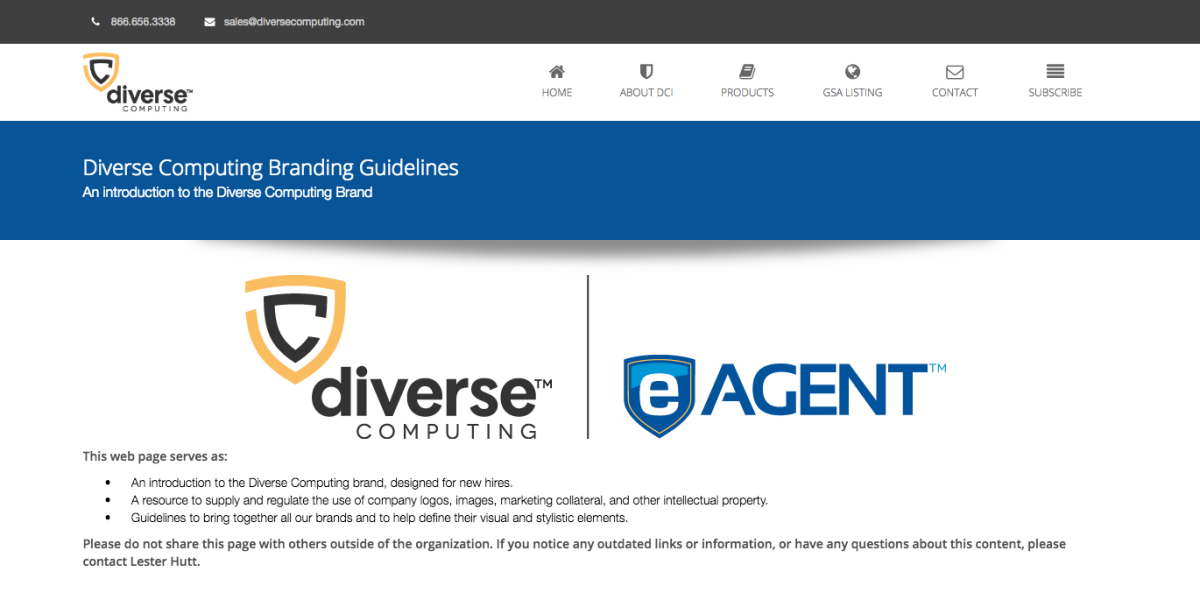 866.656.3338 sales@diversecomputing.com
diverse™
COMPUTING
HOME ABOUT DCI PRODUCTS GSA LISTING CONTACT SUBSCRIBE
Diverse Computing Branding Guidelines
An introduction to the Diverse Computing Brand
diverse™
COMPUTING
e AGENT™
This web page serves as:
• An introduction to the Diverse Computing brand, designed for new hires.
• A resource to supply and regulate the use of company logos, images, marketing collateral, and other intellectual property.
• Guidelines to bring together all our brands and to help define their visual and stylistic elements.
Please do not share this page with others outside of the organization. If you notice any outdated links or information, or have any questions about this content, please
contact Lester Hutt.